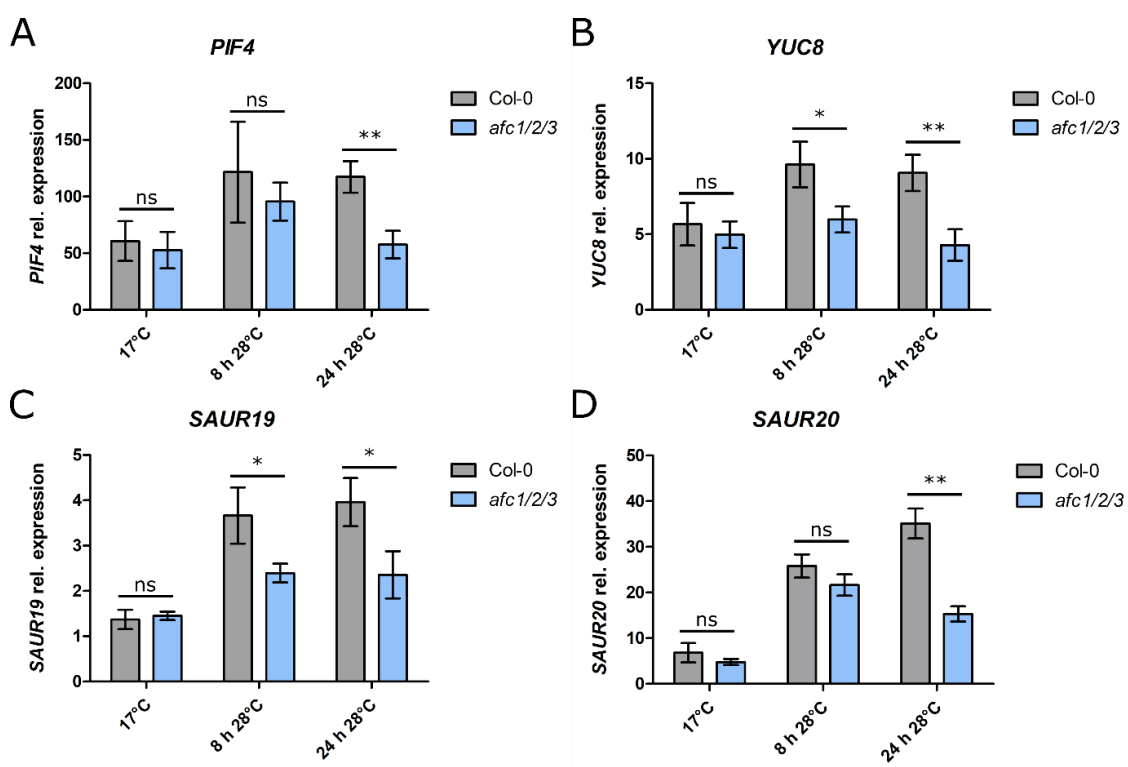 A
PIF4
PIF4 rel. expression
200
150
100
50
0
ns
ns
**
17°C
8 h 28°C
24 h 28°C
Col-0
afc1/2/3
B
YUC8
YUC8 rel. expression
15
10
5
0
ns
*
**
17°C
8 h 28°C
24 h 28°C
Col-0
afc1/2/3
C
SAUR19
SAUR19 rel. expression
5
4
3
2
1
0
ns
*
*
17°C
8 h 28°C
24 h 28°C
Col-0
afc1/2/3
D
SAUR20
SAUR20 rel. expression
50
40
30
20
10
0
ns
ns
**
17°C
8 h 28°C
24 h 28°C
Col-0
afc1/2/3